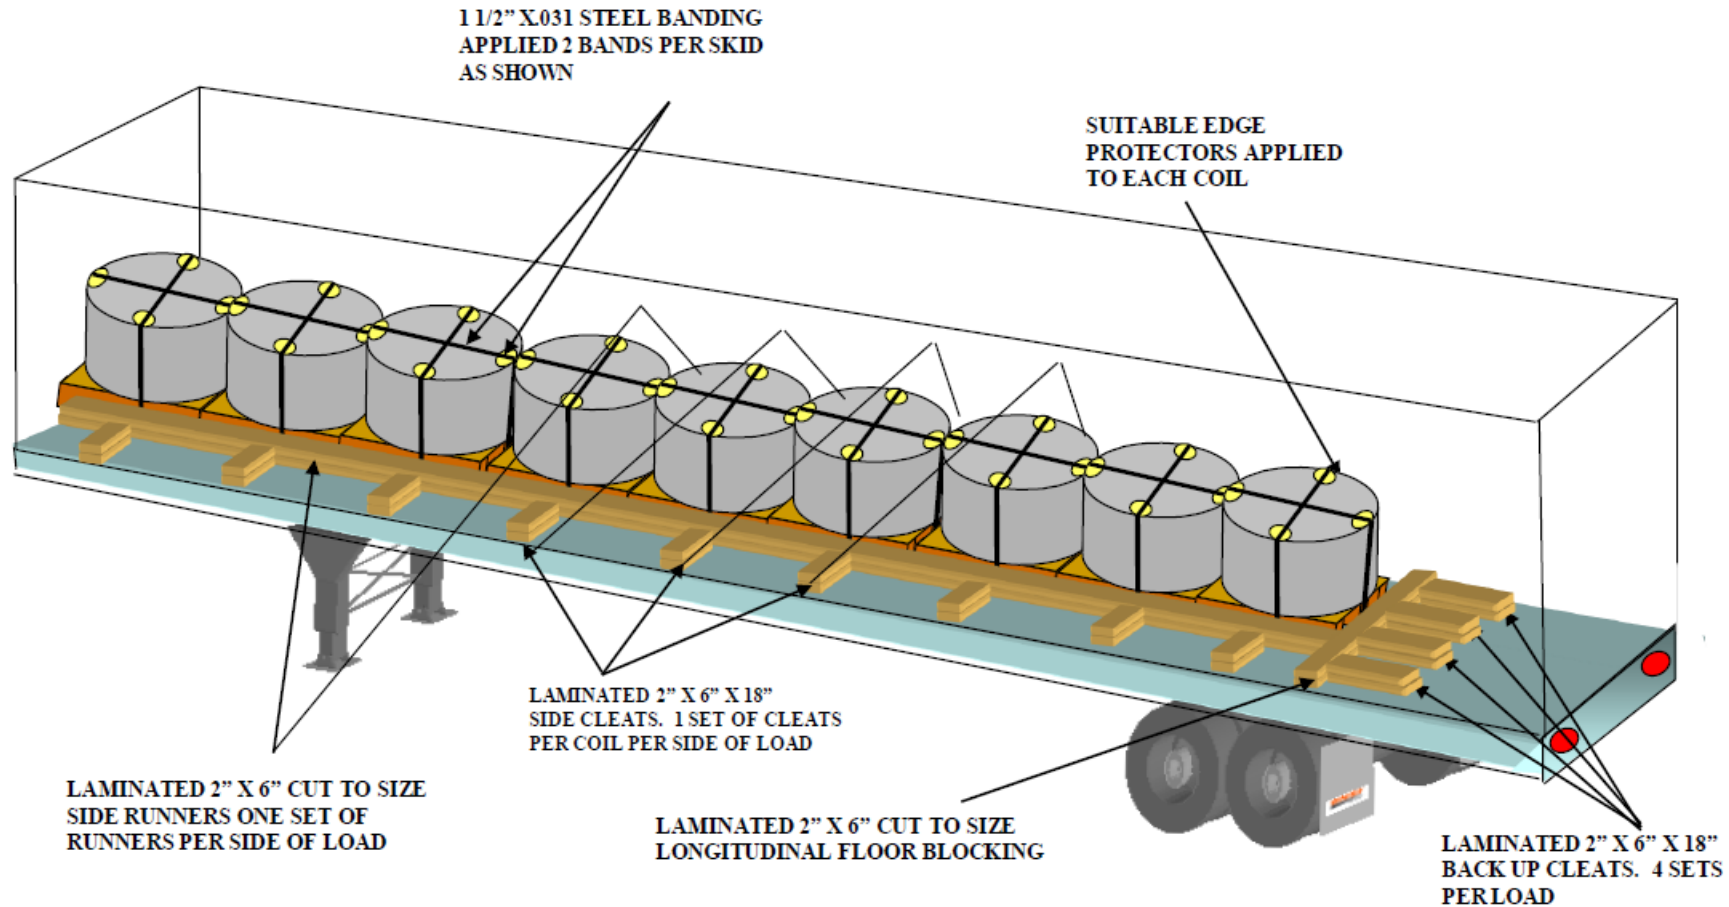 1 1/2” X.031 STEEL BANDING
APPLIED 2 BANDS PER SKID
AS SHOWN
SUITABLE EDGE
PROTECTORS APPLIED
TO EACH COIL
LAMINATED 2” X 6” X 18”
SIDE CLEATS. 1 SET OF CLEATS
PER COIL PER SIDE OF LOAD
LAMINATED 2” X 6” CUT TO SIZE
SIDE RUNNERS ONE SET OF
RUNNERS PER SIDE OF LOAD
LAMINATED 2” X 6” CUT TO SIZE
LONGITUDINAL FLOOR BLOCKING
LAMINATED 2” X 6” X 18”
BACK UP CLEATS. 4 SETS
PER LOAD